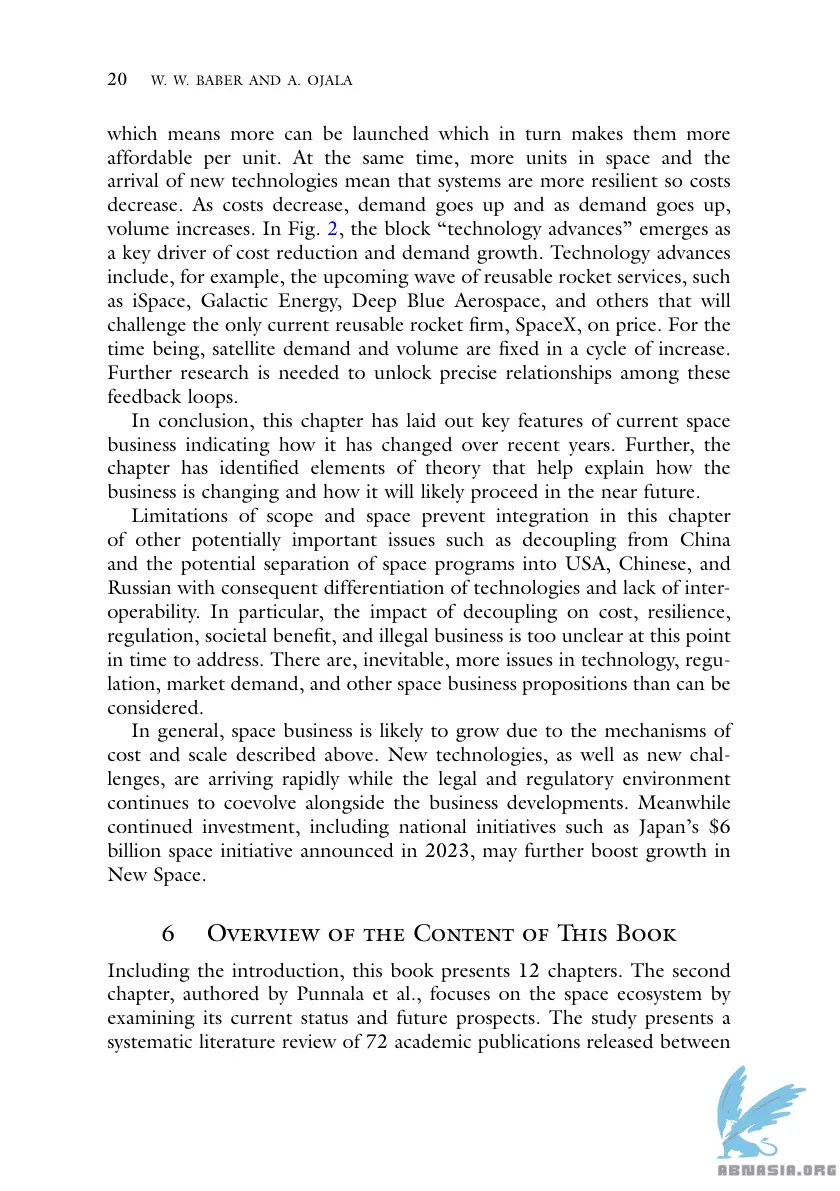 20 W. W. BABER AND A. OJALA
which means more can be launched which in turn makes them more
affordable per unit. At the same time, more units in space and the
arrival of new technologies mean that systems are more resilient so costs
decrease. As costs decrease, demand goes up and as demand goes up,
volume increases. In Fig. 2, the block “technology advances” emerges as
a key driver of cost reduction and demand growth. Technology advances
include, for example, the upcoming wave of reusable rocket services, such
as iSpace, Galactic Energy, Deep Blue Aerospace, and others that will
challenge the only current reusable rocket firm, SpaceX, on price. For the
time being, satellite demand and volume are fixed in a cycle of increase.
Further research is needed to unlock precise relationships among these
feedback loops.
In conclusion, this chapter has laid out key features of current space
business indicating how it has changed over recent years. Further, the
chapter has identified elements of theory that help explain how the
business is changing and how it will likely proceed in the near future.
Limitations of scope and space prevent integration in this chapter
of other potentially important issues such as decoupling from China
and the potential separation of space programs into USA, Chinese, and
Russian with consequent differentiation of technologies and lack of inter-
operability. In particular, the impact of decoupling on cost, resilience,
regulation, societal benefit, and illegal business is too unclear at this point
in time to address. There are, inevitable, more issues in technology, regu-
lation, market demand, and other space business propositions than can be
considered.
In general, space business is likely to grow due to the mechanisms of
cost and scale described above. New technologies, as well as new chal-
lenges, are arriving rapidly while the legal and regulatory environment
continues to coevolve alongside the business developments. Meanwhile
continued investment, including national initiatives such as Japan’s $6
billion space initiative announced in 2023, may further boost growth in
New Space.
6 Overview of the Content of This Book
Including the introduction, this book presents 12 chapters. The second
chapter, authored by Punnala et al., focuses on the space ecosystem by
examining its current status and future prospects. The study presents a
systematic literature review of 72 academic publications released between
ABNASIA.ORG